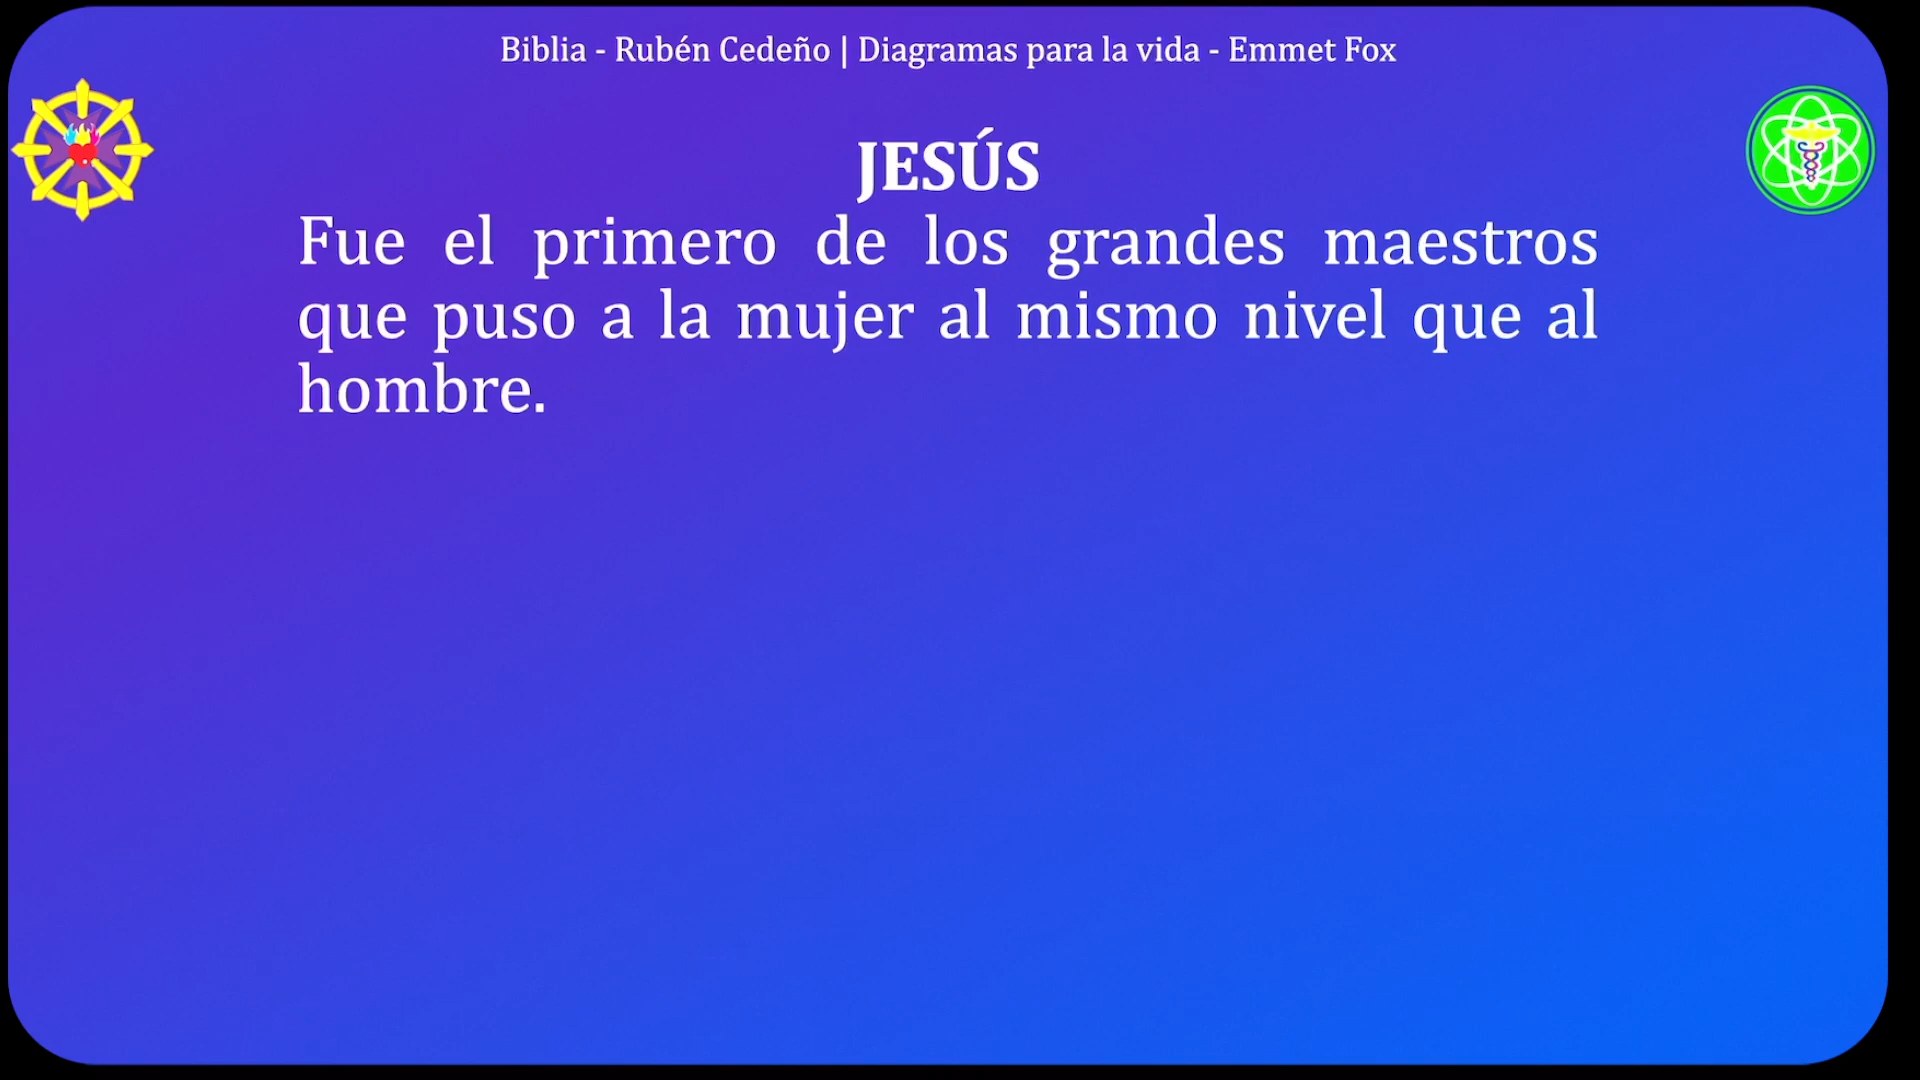 Biblia - Rubén Cedeño | Diagramas para la vida - Emmet Fox
JESÚS
Fue el primero de los grandes maestros
que puso a la mujer al mismo nivel que al
hombre.